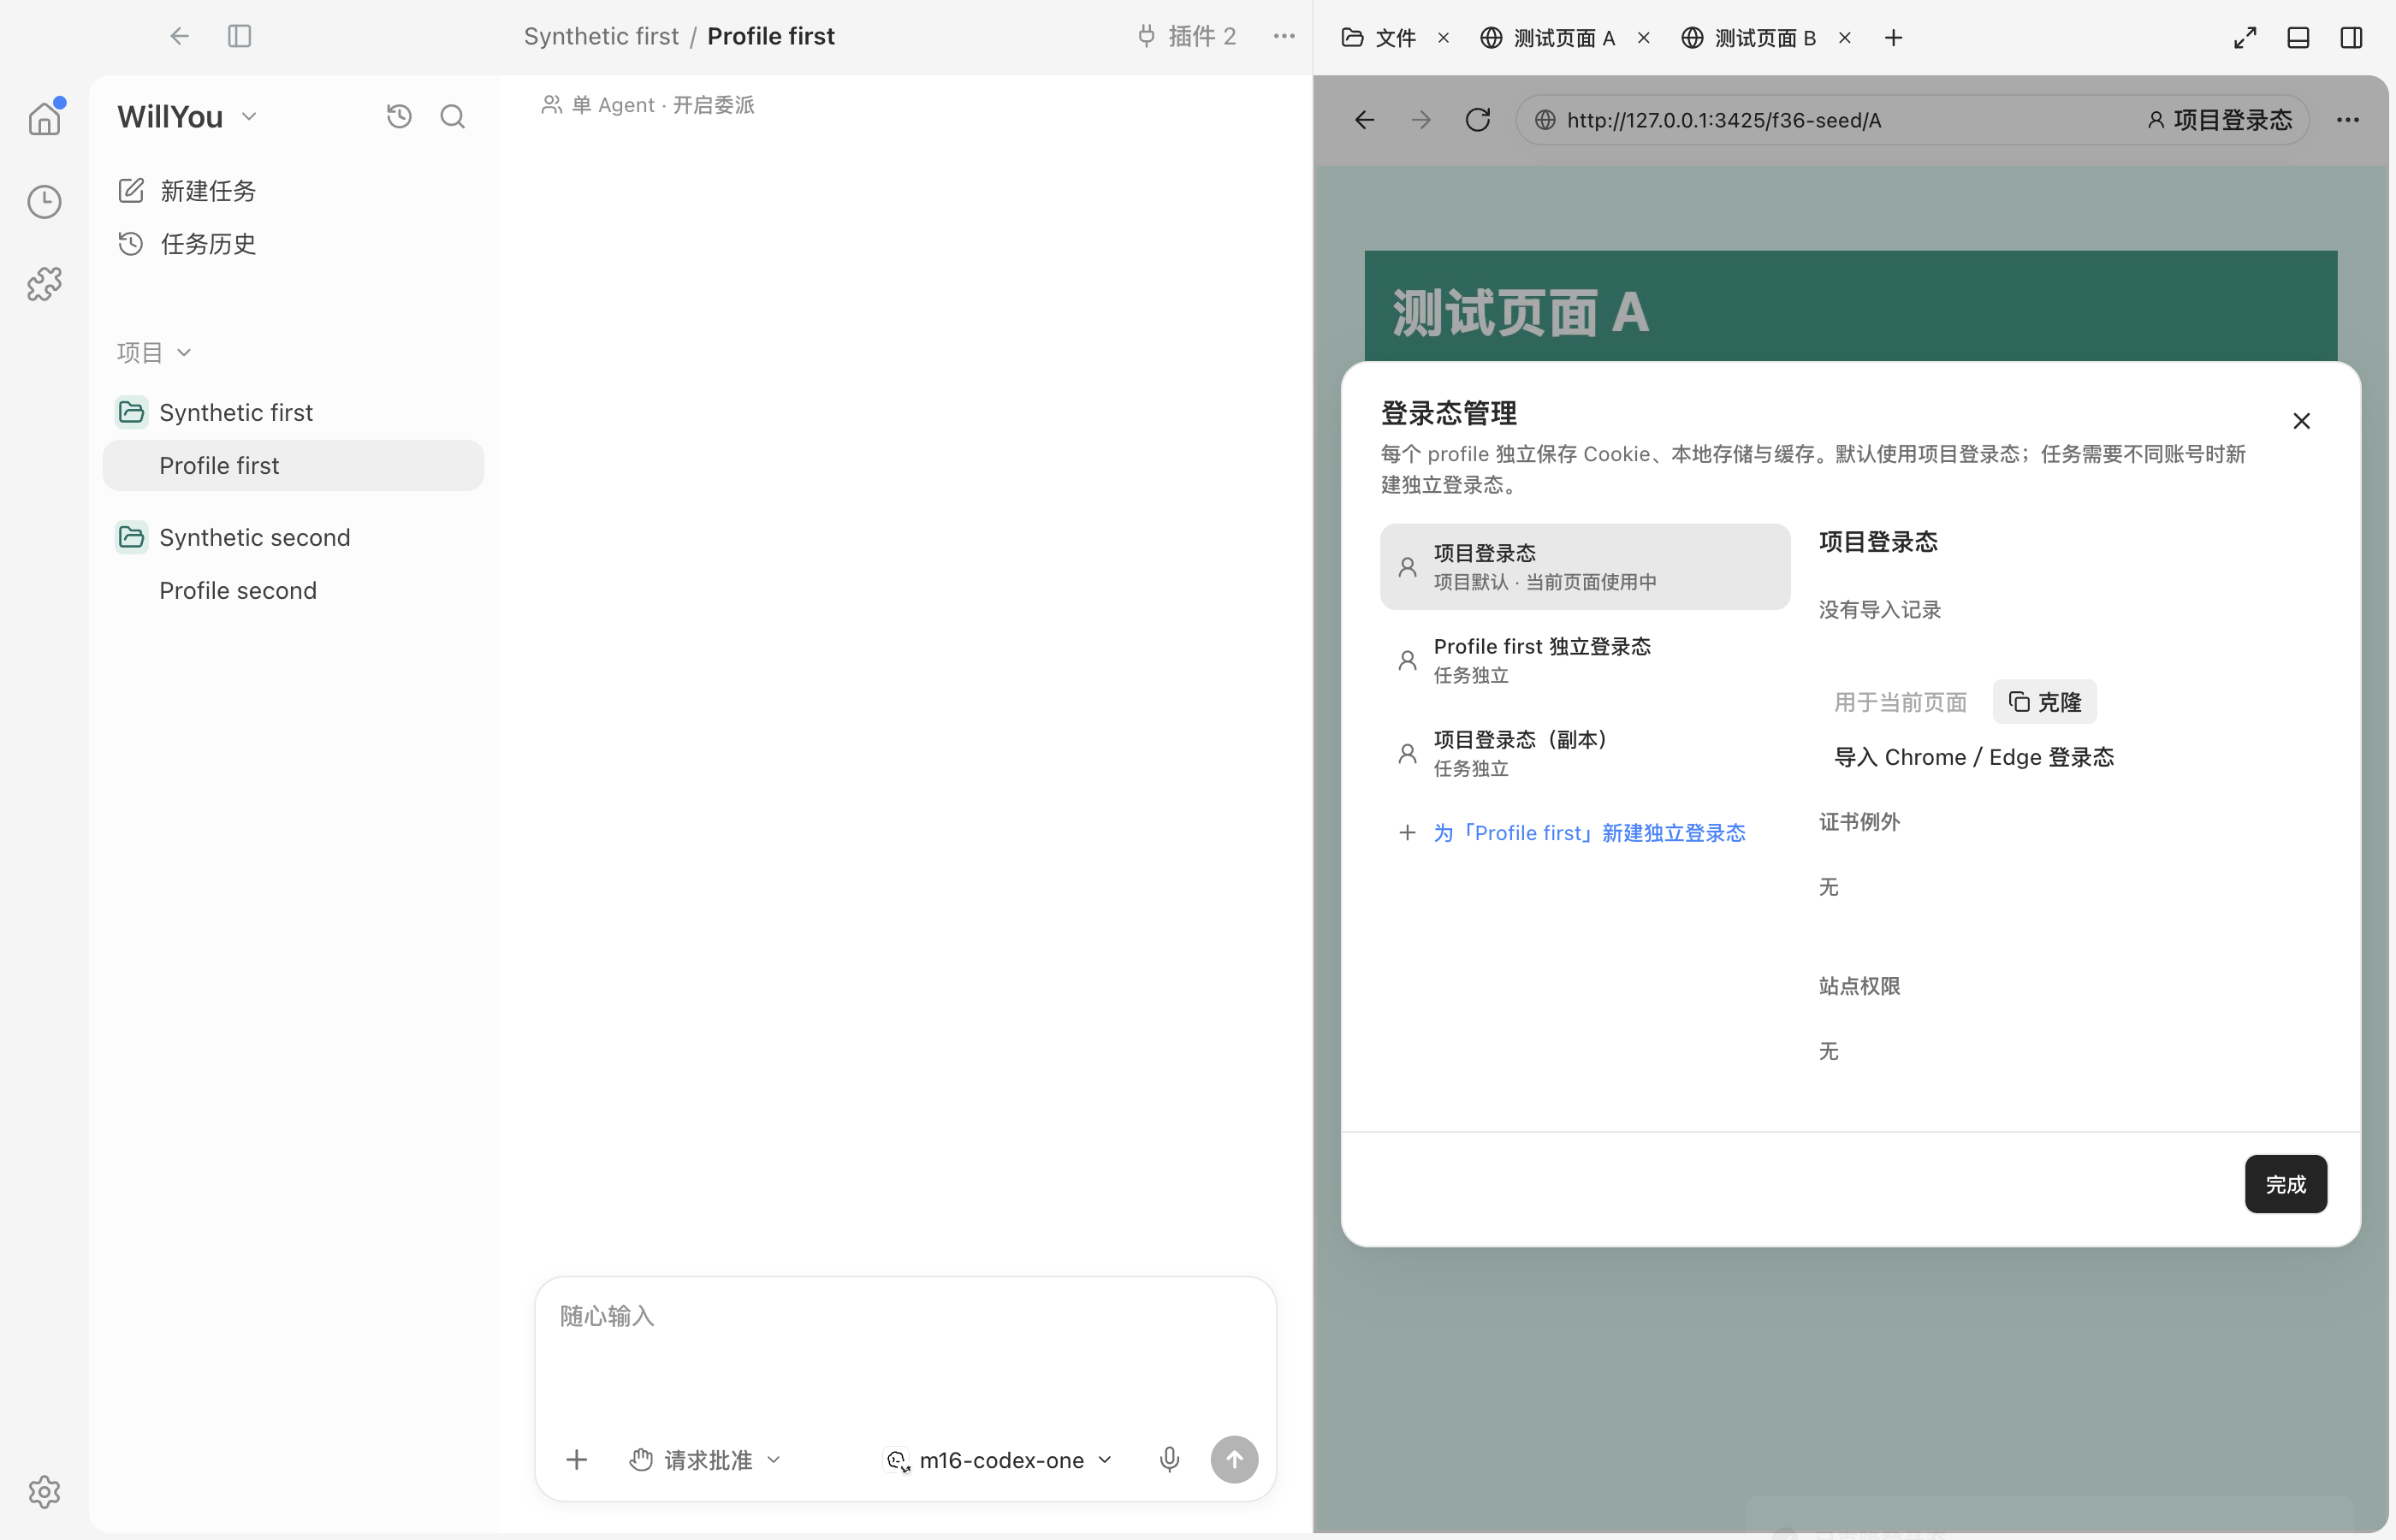 Synthetic first / Profile first
插件 2
文件
测试页面 A
测试页面 B
WillYou
单 Agent · 开启委派
http://127.0.0.1:3425/f36-seed/A
项目登录态
新建任务
任务历史
项目
Synthetic first
Profile first
Synthetic second
Profile second
测试页面 A
登录态管理
每个 profile 独立保存 Cookie、本地存储与缓存。默认使用项目登录态；任务需要不同账号时新
建独立登录态。
项目登录态
项目默认 · 当前页面使用中
Profile first 独立登录态
任务独立
项目登录态（副本）
任务独立
为「Profile first」新建独立登录态
项目登录态
没有导入记录
用于当前页面
克隆
导入 Chrome / Edge 登录态
证书例外
无
站点权限
无
完成
随心输入
请求批准
m16-codex-one